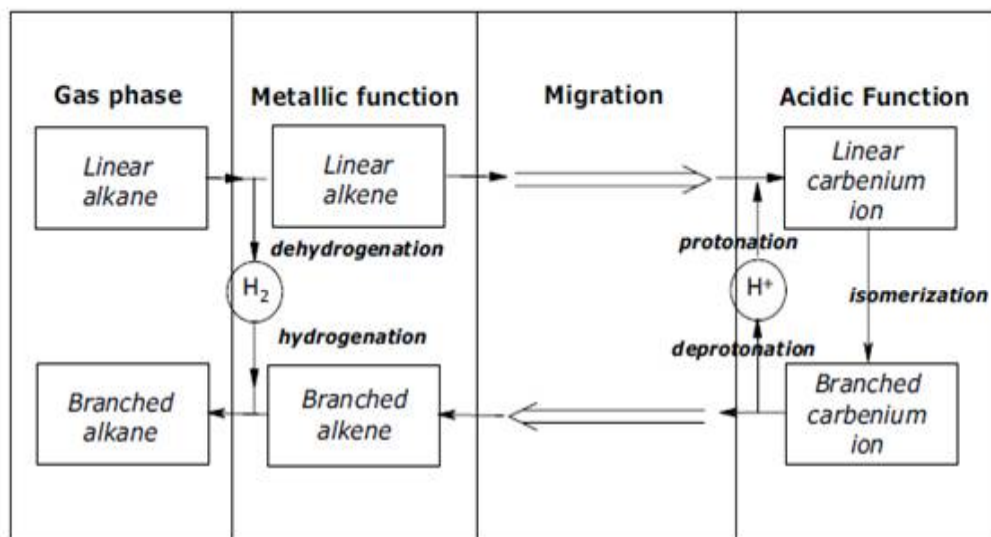 Gas phase
Metallic function
Migration
Acidic Function
Linear
alkane
Linear
alkene
Linear
carbenium
ion
dehydrogenation
protonation
H₂
H⁺
isomerization
hydrogenation
deprotonation
Branched
alkane
Branched
alkene
Branched
carbenium
ion